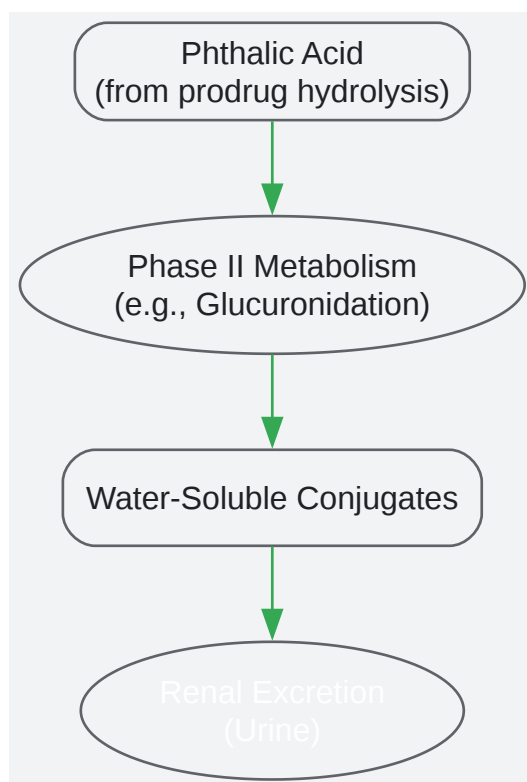 Phthalic Acid
(from prodrug hydrolysis)
Phase II Metabolism
(e.g., Glucuronidation)
Water-Soluble Conjugates
Renal Excretion
(Urine)